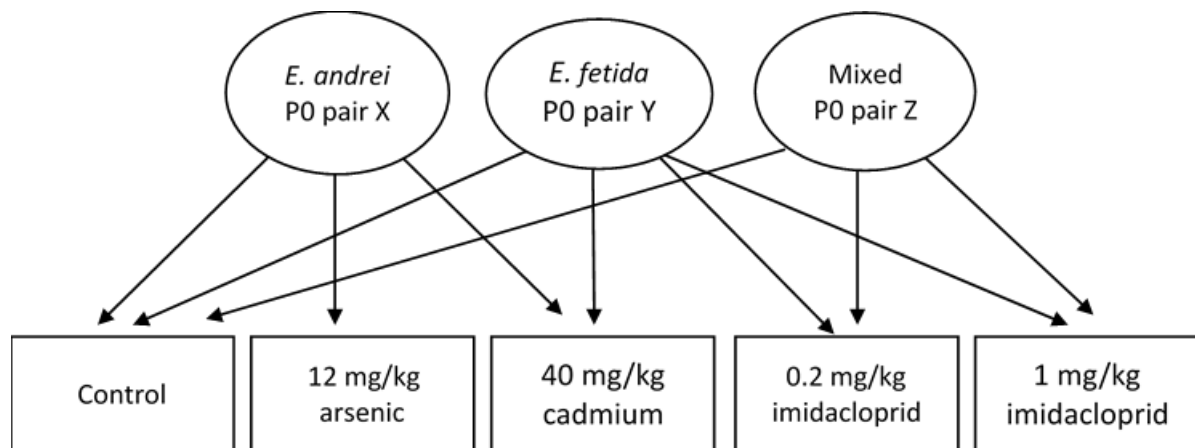 E. andrei
P0 pair X
E. fetida
P0 pair Y
Mixed
P0 pair Z
Control
12 mg/kg
arsenic
40 mg/kg
cadmium
0.2 mg/kg
imidacloprid
1 mg/kg
imidacloprid